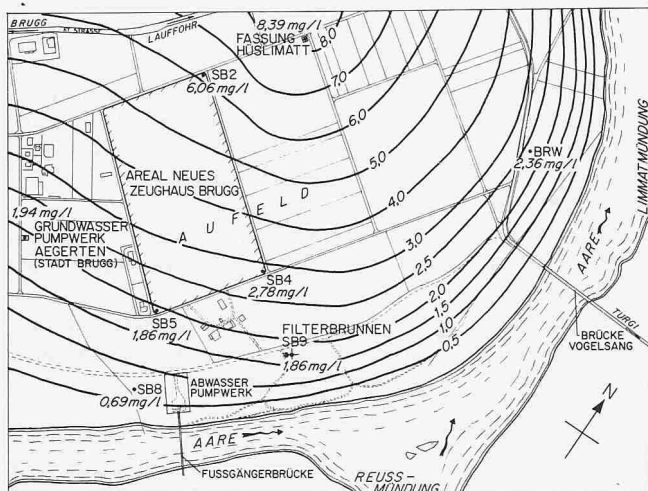 BRUGG
ST. STRASSE
LAUFFOHR
8,39 mg/l
FASSUNG
HÜSLIMATT
8,0
7,0
6,0
5,0
4,0
3,0
2,5
2,0
1,5
1,0
0,5
SB2
6,06 mg/l
BRW
2,36 mg/l
AREAL NEUES
ZEUGHAUS BRUGG
AUFELD
1,94 mg/l
GRUNDWASSER
PUMPWERK
AEGERTEN
(STADT BRUGG)
SB4
2,78 mg/l
SB5
1,86 mg/l
FILTERBRUNNEN
SB9
1,86 mg/l
SB8
0,69 mg/l
ABWASSER
PUMPWERK
AARE
FUSSGÄNGERBRÜCKE
REUSS-
MÜNDUNG
AARE
LIMMATMÜNDUNG
TURGI
BRÜCKE
VOGELSANG
N